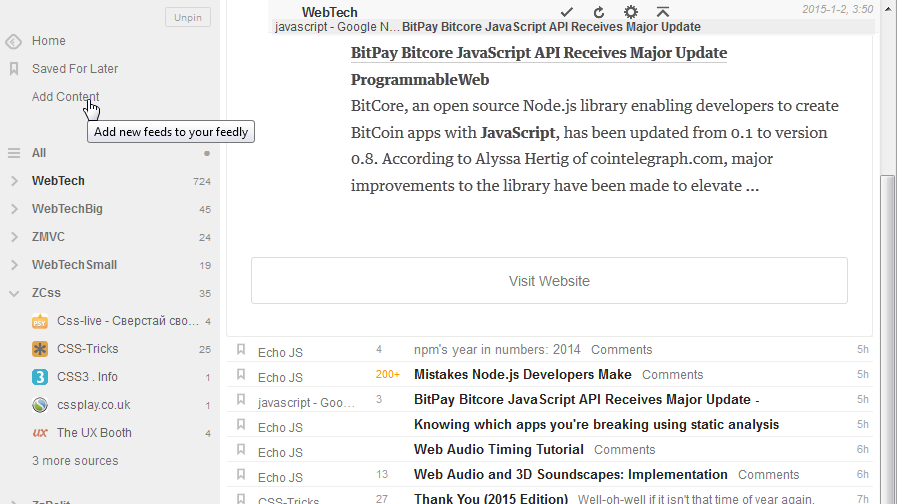 Unpin
Home
Saved For Later
Add Content
Add new feeds to your feedly
All
WebTech 724
WebTechBig 45
ZMVC 24
WebTechSmall 19
ZCss 35
Css-live - Сверстай сво... 4
CSS-Tricks 25
CSS3 . Info 1
cssplay.co.uk 1
The UX Booth 4
3 more sources
WebTech 2015-1-2, 3:50
javascript - Google N... BitPay Bitcore JavaScript API Receives Major Update
BitPay Bitcore JavaScript API Receives Major Update
ProgrammableWeb
BitCore, an open source Node.js library enabling developers to create
BitCoin apps with JavaScript, has been updated from 0.1 to version
0.8. According to Alyssa Hertig of cointelegraph.com, major
improvements to the library have been made to elevate ...
Visit Website
Echo JS 4 npm's year in numbers: 2014 Comments 5h
Echo JS 200+ Mistakes Node.js Developers Make Comments 5h
javascript - Goo... 3 BitPay Bitcore JavaScript API Receives Major Update - 5h
Echo JS Knowing which apps you're breaking using static analysis 5h
Echo JS Web Audio Timing Tutorial Comments 6h
Echo JS 13 Web Audio and 3D Soundscapes: Implementation Comments 6h
CSS-Tricks 27 Thank You (2015 Edition) Well-oh-well if it isn't that time of year again. 7h